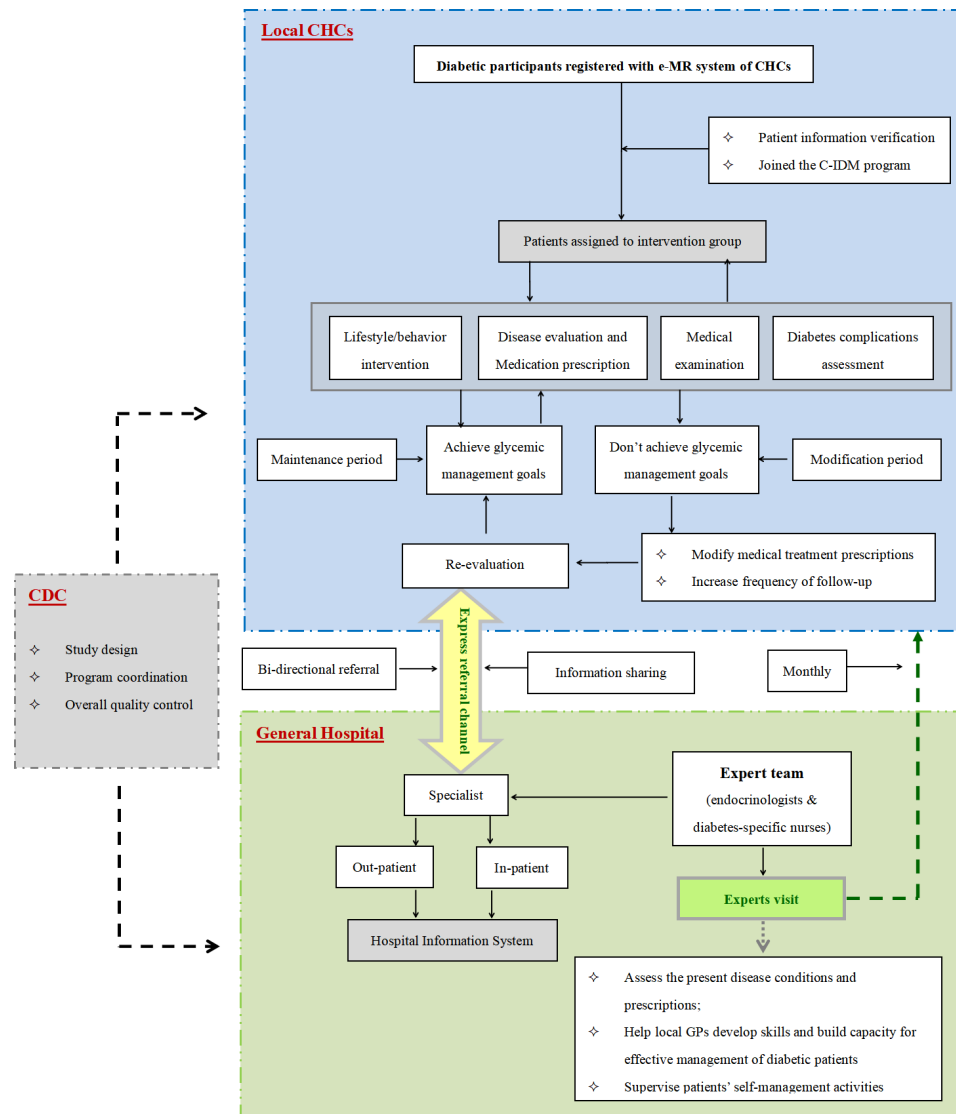 Local CHCs
Diabetic participants registered with e-MR system of CHCs
✧ Patient information verification
✧ Joined the C-IDM program
Patients assigned to intervention group
Lifestyle/behavior
intervention
Disease evaluation and
Medication prescription
Medical
examination
Diabetes complications
assessment
Maintenance period
Achieve glycemic
management goals
Don’t achieve glycemic
management goals
Modification period
Re-evaluation
✧ Modify medical treatment prescriptions
✧ Increase frequency of follow-up
CDC
✧ Study design
✧ Program coordination
✧ Overall quality control
Express referral channel
Bi-directional referral
Information sharing
Monthly
General Hospital
Specialist
Expert team
(endocrinologists &
diabetes-specific nurses)
Out-patient
In-patient
Experts visit
Hospital Information System
✧ Assess the present disease conditions and
prescriptions;
✧ Help local GPs develop skills and build capacity for
effective management of diabetic patients
✧ Supervise patients’ self-management activities